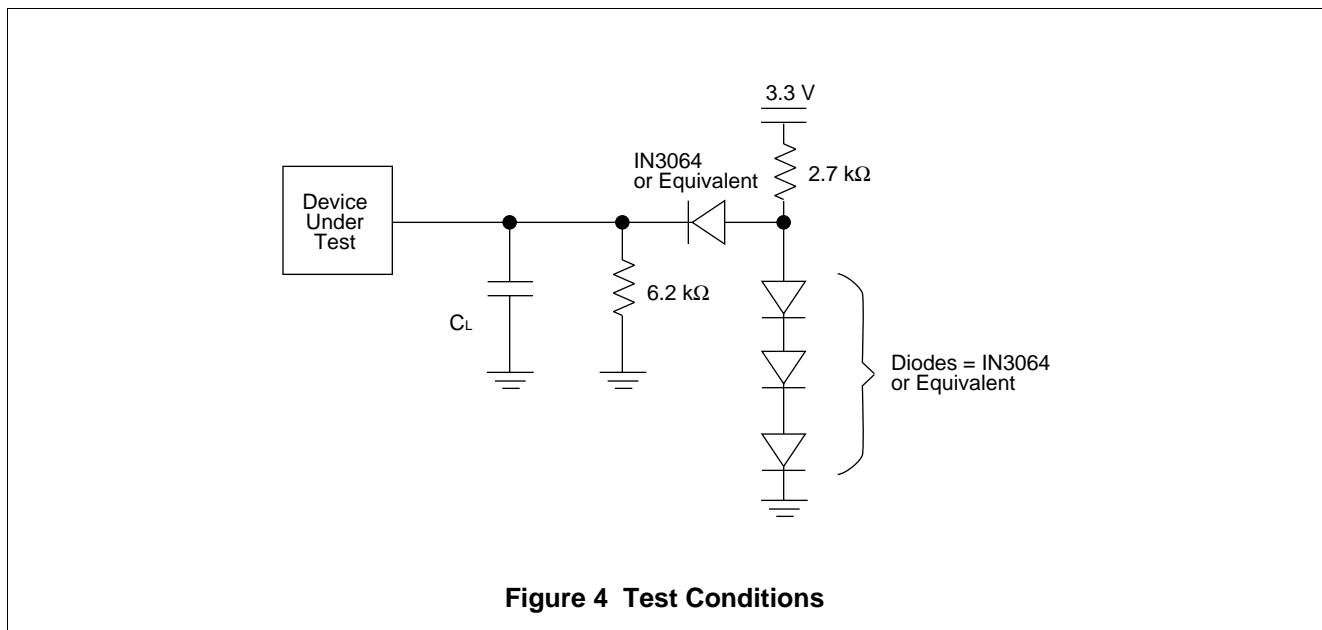 3.3 V
IN3064
or Equivalent
2.7 kΩ
Device
Under
Test
6.2 kΩ
CL
Diodes = IN3064
or Equivalent
Figure 4 Test Conditions